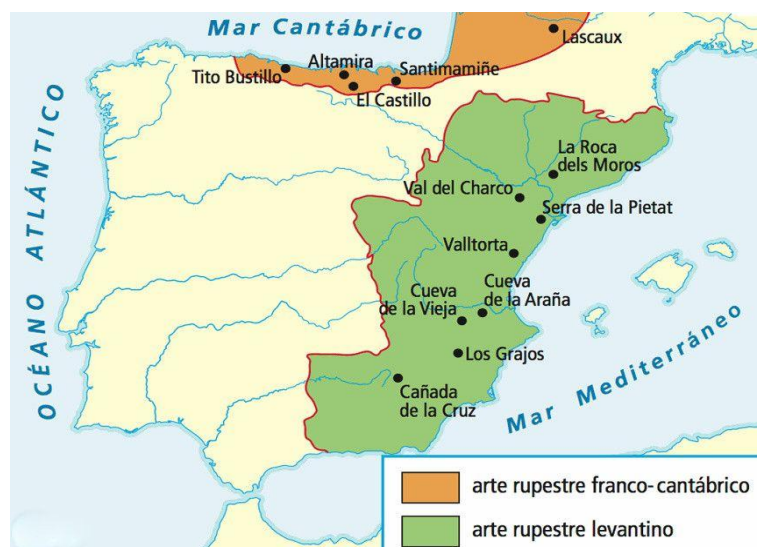 Mar Cantábrico
Lascaux
Altamira
Tito Bustillo
Santimamiñe
El Castillo
OCÉANO ATLÁNTICO
La Roca
dels Moros
Val del Charco
Serra de la Pietat
Valltorta
Cueva
de la Araña
Cueva
de la Vieja
Los Grajos
Cañada
de la Cruz
Mar Mediterráneo
arte rupestre franco-cantábrico
arte rupestre levantino